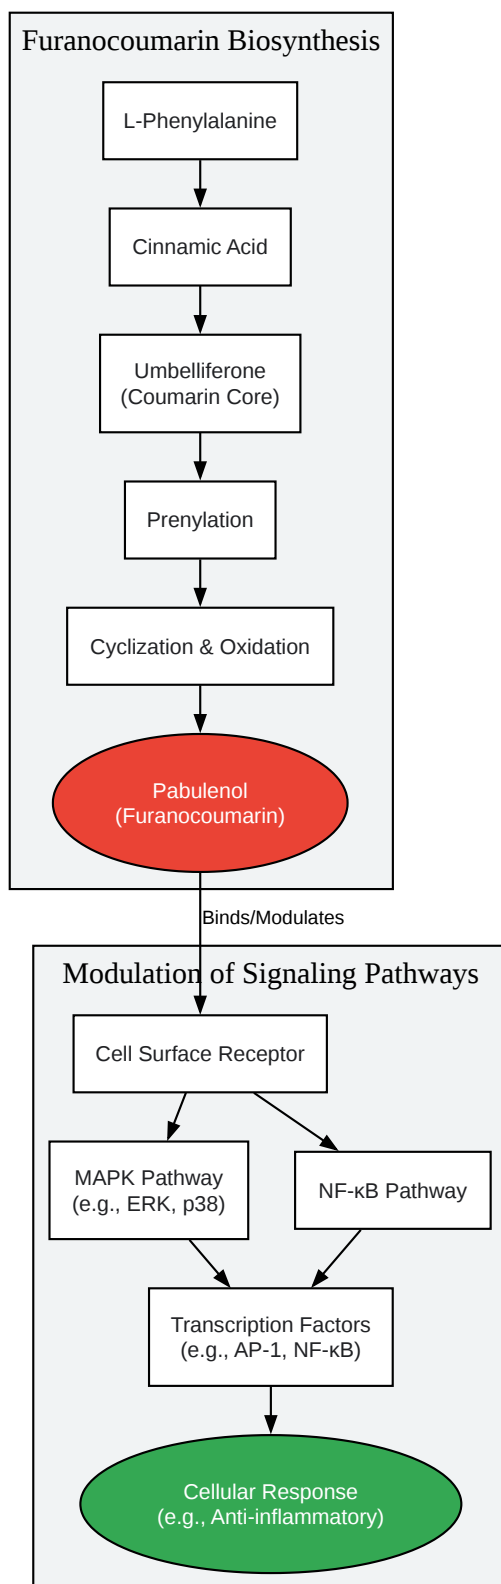 Furanocoumarin Biosynthesis
L-Phenylalanine
Cinnamic Acid
Umbelliferone
(Coumarin Core)
Prenylation
Cyclization & Oxidation
Pabulenol
(Furanocoumarin)
Binds/Modulates
Modulation of Signaling Pathways
Cell Surface Receptor
MAPK Pathway
(e.g., ERK, p38)
NF-κB Pathway
Transcription Factors
(e.g., AP-1, NF-κB)
Cellular Response
(e.g., Anti-inflammatory)